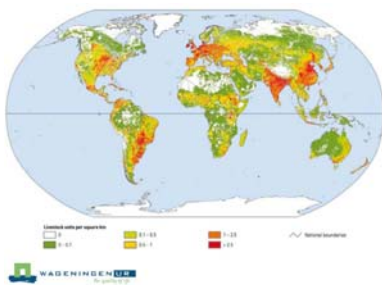 Livestock units per square km
0
0.1 - 0.5
1 - 2.5
National boundaries
0 - 0.1
0.5 - 1
> 2.5
WAGENINGEN UR
For quality of life